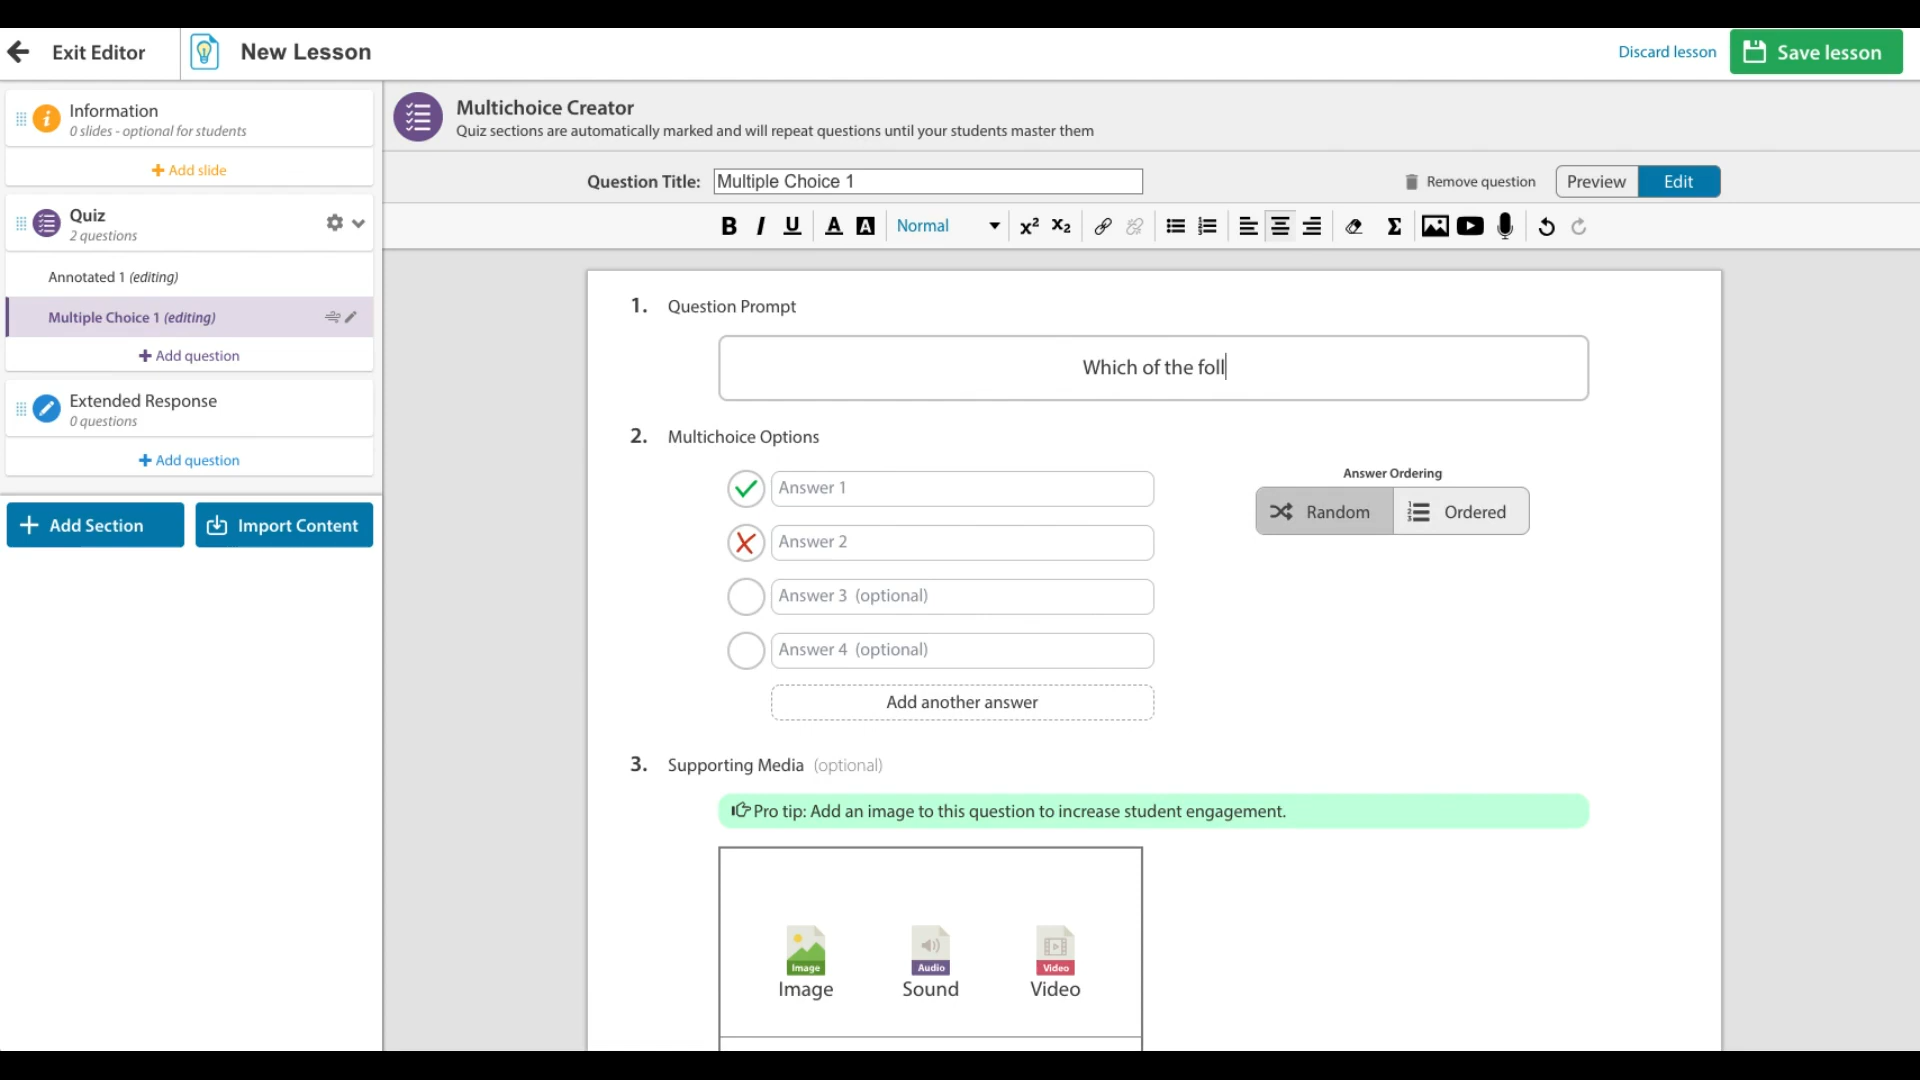 Exit Editor
New Lesson
Discard lesson
Save lesson
Information
0 slides - optional for students
Add slide
Quiz
2 questions
Annotated 1 (editing)
Multiple Choice 1 (editing)
Add question
Extended Response
0 questions
Add question
Add Section
Import Content
Multichoice Creator
Quiz sections are automatically marked and will repeat questions until your students master them
Question Title: Multiple Choice 1
Remove question
Preview
Edit
B I U A A Normal x² x₂ Σ
1. Question Prompt
Which of the foll
2. Multichoice Options
Answer 1
Answer 2
Answer 3 (optional)
Answer 4 (optional)
Add another answer
Answer Ordering
Random
Ordered
3. Supporting Media (optional)
Pro tip: Add an image to this question to increase student engagement.
Image Audio Video
Image Sound Video